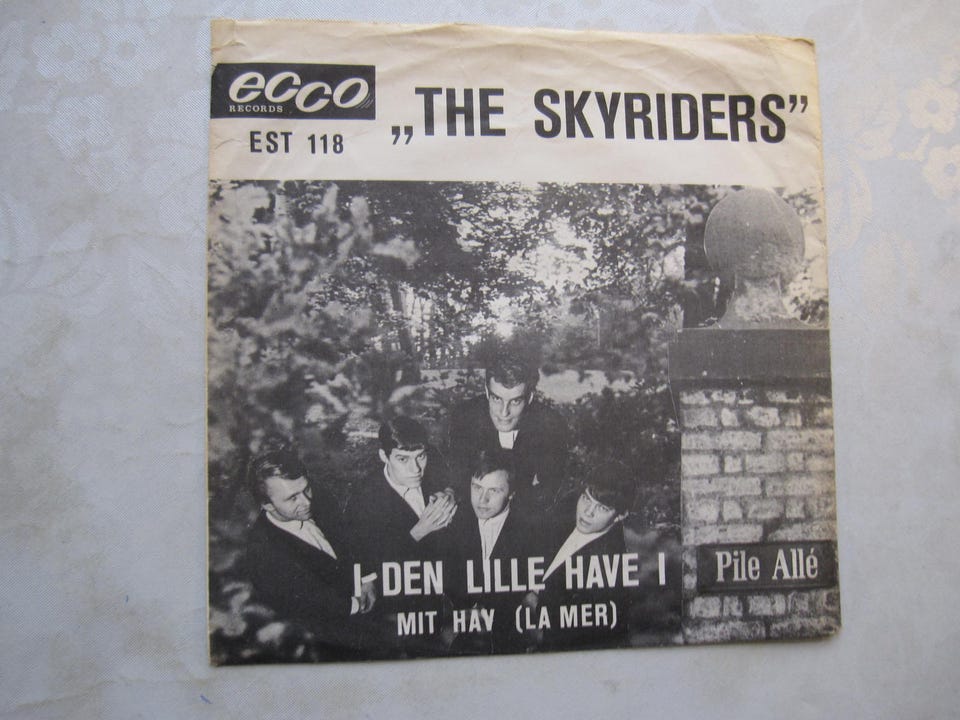 ecco
RECORDS
EST 118
„THE SKYRIDERS”
I DEN LILLE HAVE I
MIT HAV (LA MER)
Pile Allé